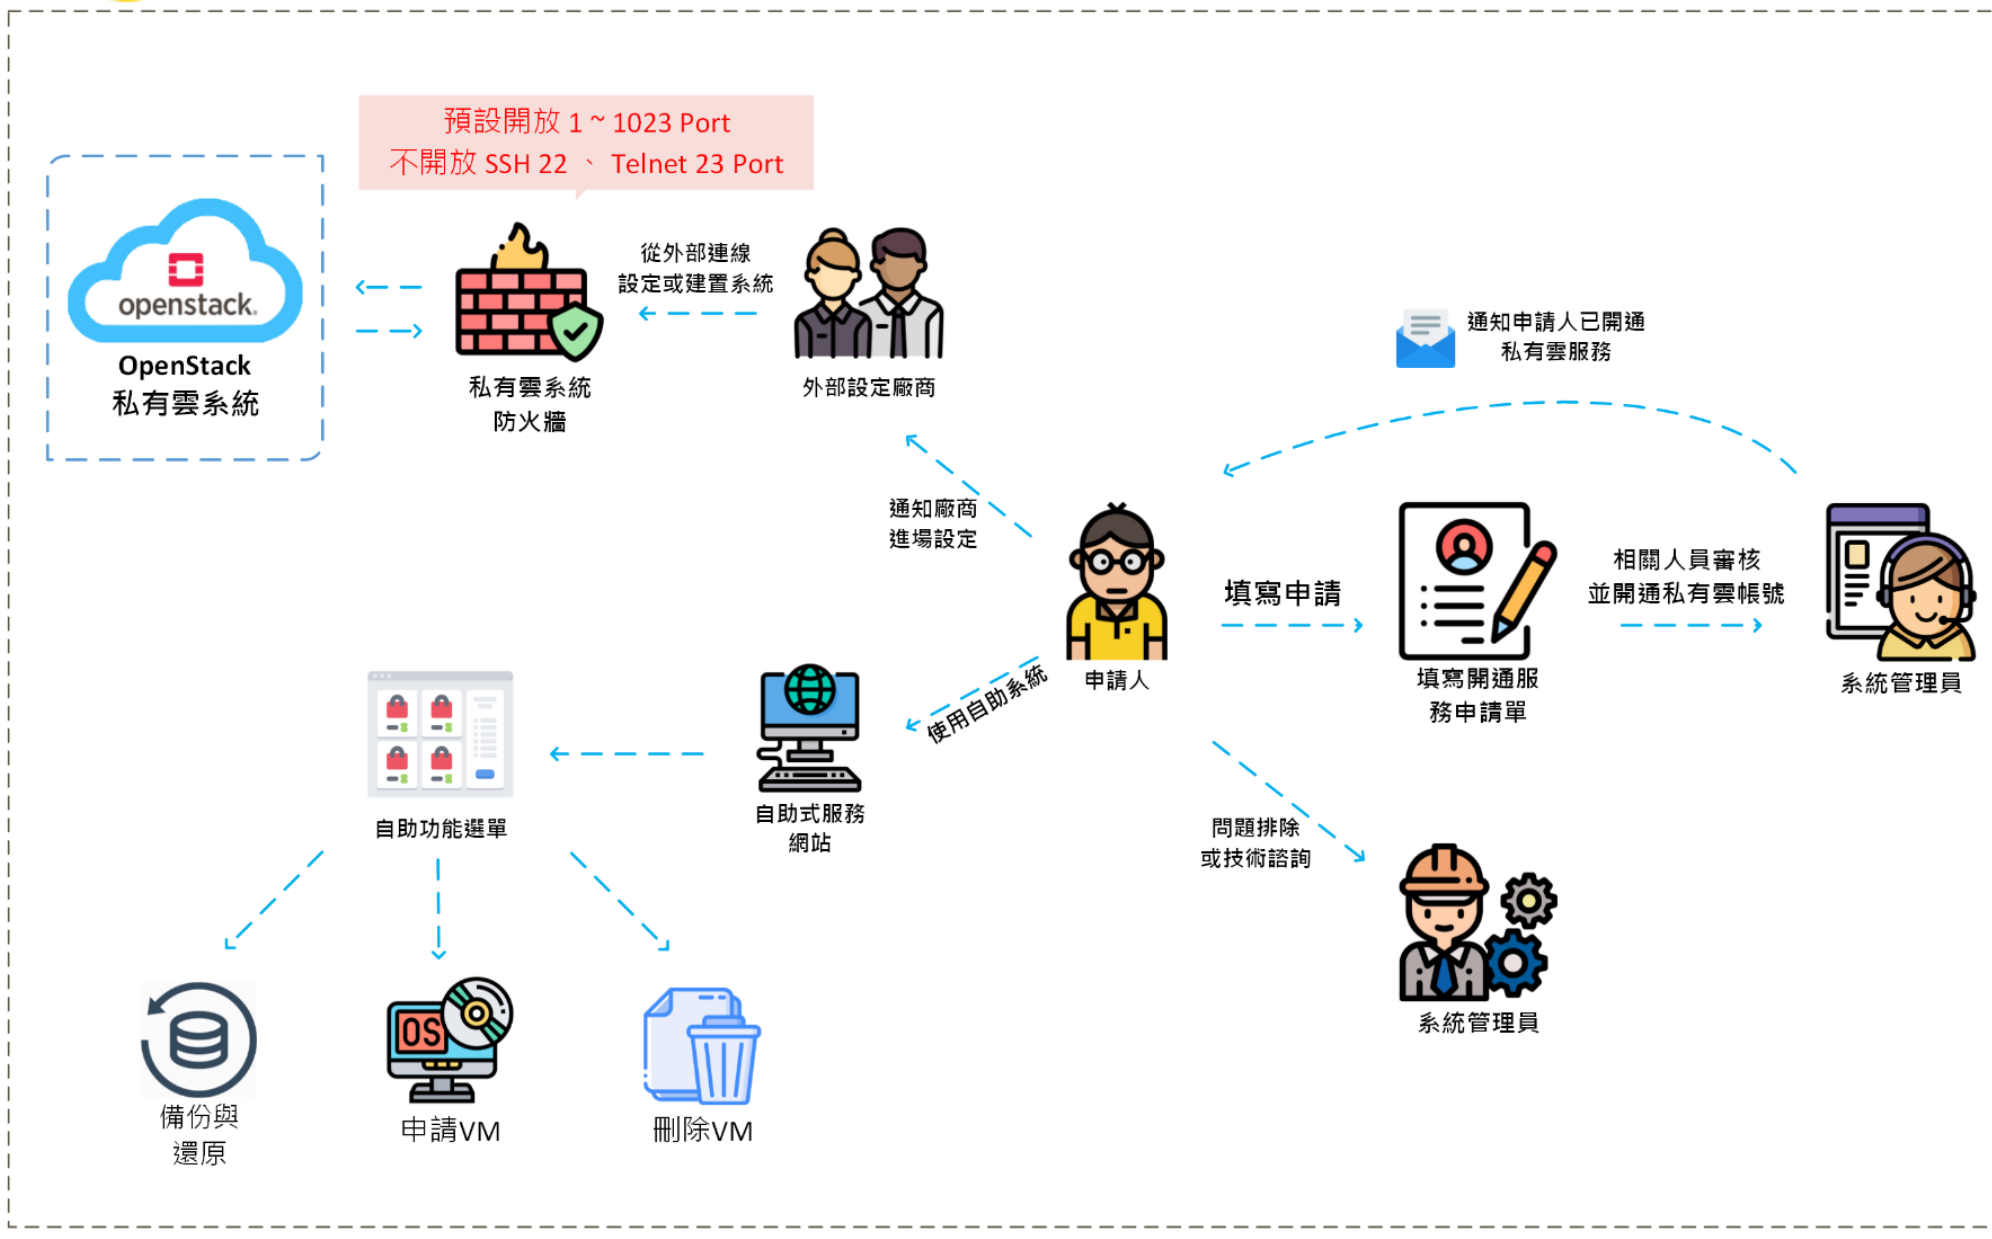 預設開放 1 ~ 1023 Port
不開放 SSH 22 、 Telnet 23 Port
openstack.
OpenStack
私有雲系統
私有雲系統
防火牆
從外部連線
設定或建置系統
外部設定廠商
通知申請人已開通
私有雲服務
通知廠商
進場設定
申請人
填寫申請
填寫開通服
務申請單
相關人員審核
並開通私有雲帳號
系統管理員
使用自助系統
自助式服務
網站
自助功能選單
問題排除
或技術諮詢
系統管理員
備份與
還原
OS
申請VM
刪除VM